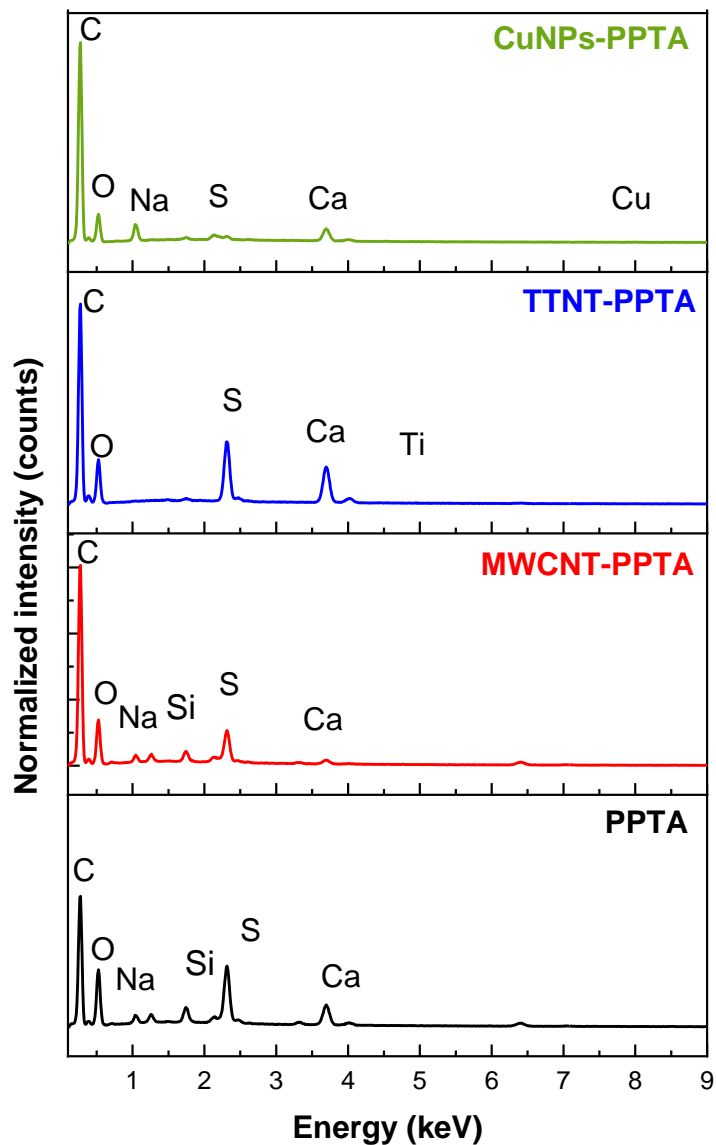 C
CuNPs-PPTA
O
Na
S
Ca
Cu
C
TTNT-PPTA
O
S
Ca
Ti
C
MWCNT-PPTA
O
Na
Si
S
Ca
PPTA
C
O
Na
Si
S
Ca
Normalized intensity (counts)
1 2 3 4 5 6 7 8 9
Energy (keV)